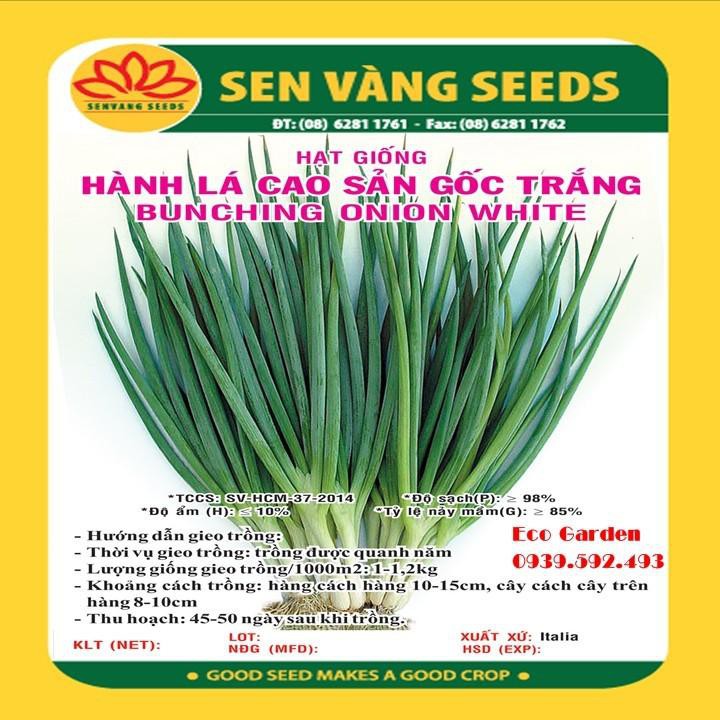 SENVANG SEEDS
SEN VÀNG SEEDS
ĐT: (08) 6281 1761 - Fax: (08) 6281 1762
HẠT GIỐNG
HÀNH LÁ CAO SẢN GỐC TRẮNG
BUNCHING ONION WHITE
*TCCS: SV-HCM-37-2014 *Độ sạch(P): ≥ 98%
*Độ ẩm (H): ≤ 10% *Tỷ lệ nảy mầm(G): ≥ 85%
Eco Garden
0939.592.493
- Hướng dẫn gieo trồng:
- Thời vụ gieo trồng: trồng được quanh năm
- Lượng giống gieo trồng/1000m2: 1-1,2kg
- Khoảng cách trồng: hàng cách hàng 10-15cm, cây cách cây trên
hàng 8-10cm
- Thu hoạch: 45-50 ngày sau khi trồng.
KLT (NET): LOT: XUẤT XỨ: Italia
NĐG (MFD): HSD (EXP):
• GOOD SEED MAKES A GOOD CROP •